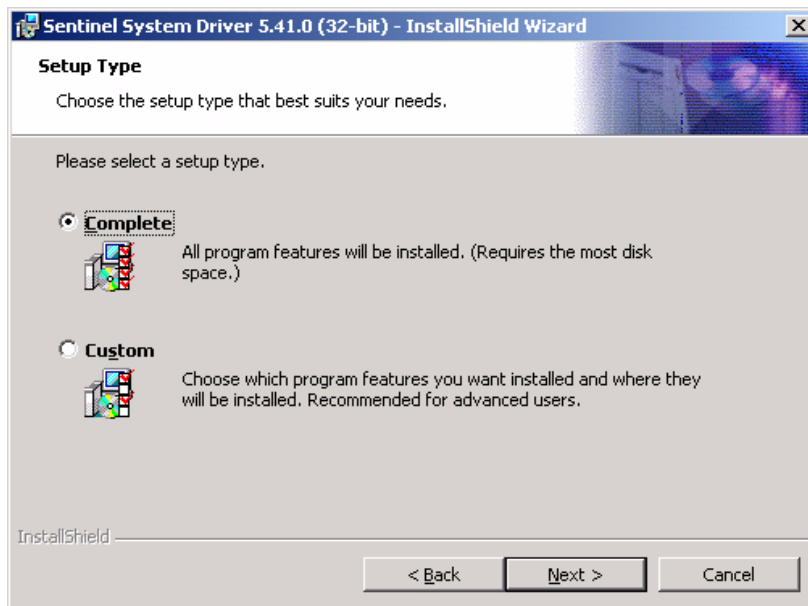 Sentinel System Driver 5.41.0 (32-bit) - InstallShield Wizard
Setup Type
Choose the setup type that best suits your needs.
Please select a setup type.
Complete
All program features will be installed. (Requires the most disk
space.)
Custom
Choose which program features you want installed and where they
will be installed. Recommended for advanced users.
InstallShield
< Back
Next >
Cancel